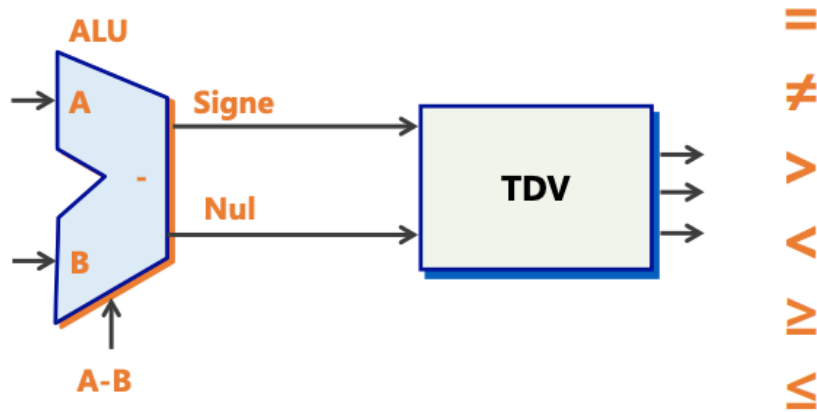 ALU
A
Signe
-
TDV
Nul
B
A-B
=
≠
>
<
≥
≤